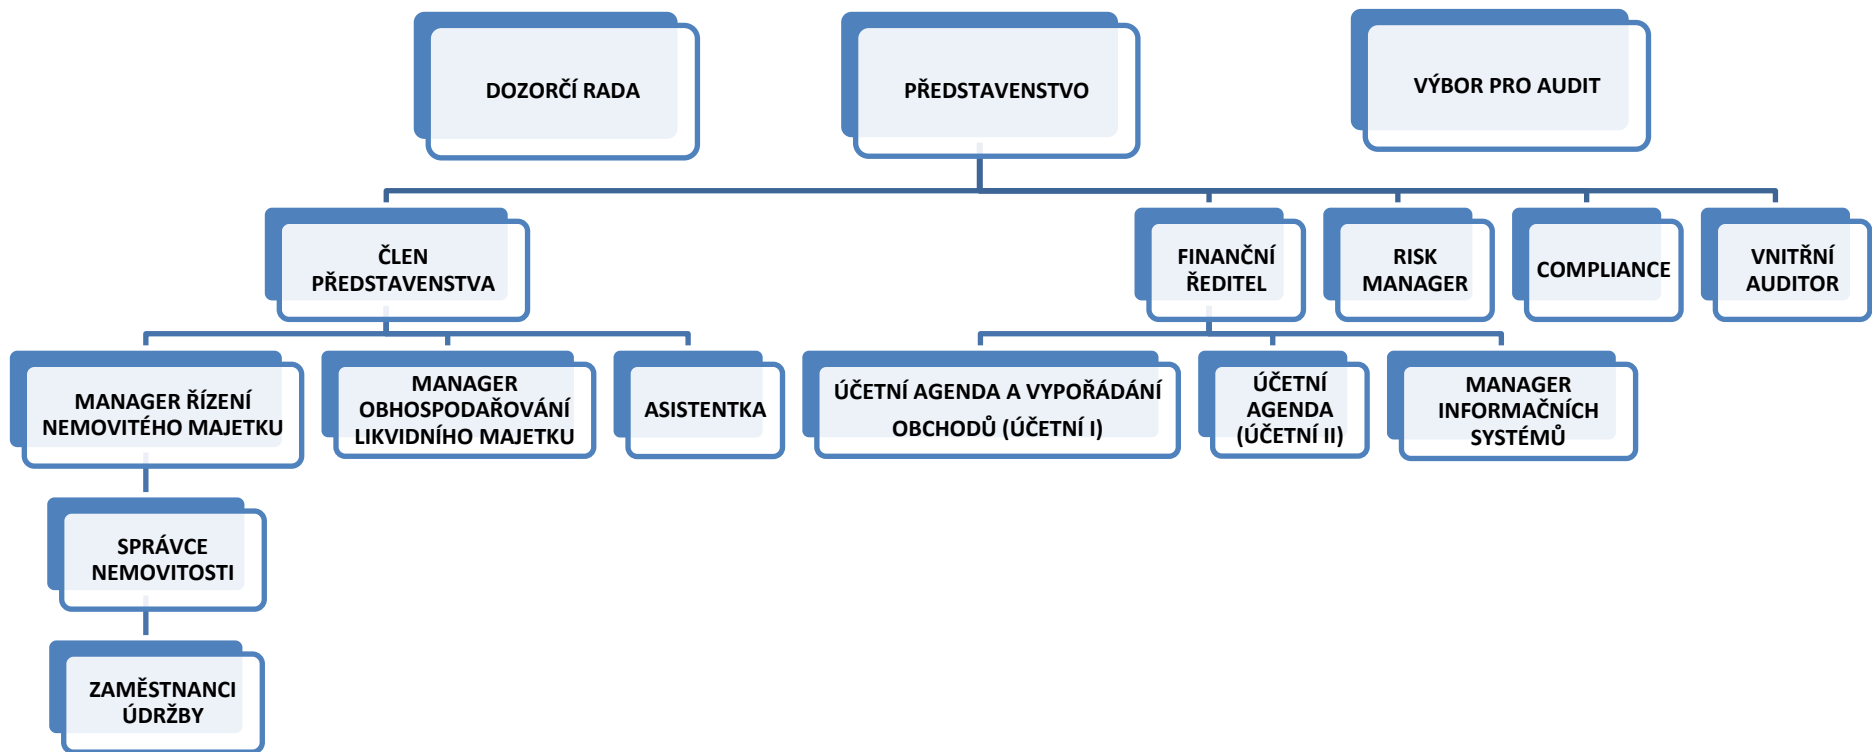 DOZORČÍ RADA
PŘEDSTAVENSTVO
VÝBOR PRO AUDIT
ČLEN
PŘEDSTAVENSTVA
FINANČNÍ
ŘEDITEL
RISK
MANAGER
COMPLIANCE
VNITŘNÍ
AUDITOR
MANAGER ŘÍZENÍ
NEMOVITÉHO MAJETKU
MANAGER
OBHOSPODAŘOVÁNÍ
LIKVIDNÍHO MAJETKU
ASISTENTKA
ÚČETNÍ AGENDA A VYPOŘÁDÁNÍ
OBCHODŮ (ÚČETNÍ I)
ÚČETNÍ
AGENDA
(ÚČETNÍ II)
MANAGER
INFORMAČNÍCH
SYSTÉMŮ
SPRÁVCE
NEMOVITOSTI
ZAMĚSTNANCI
ÚDRŽBY